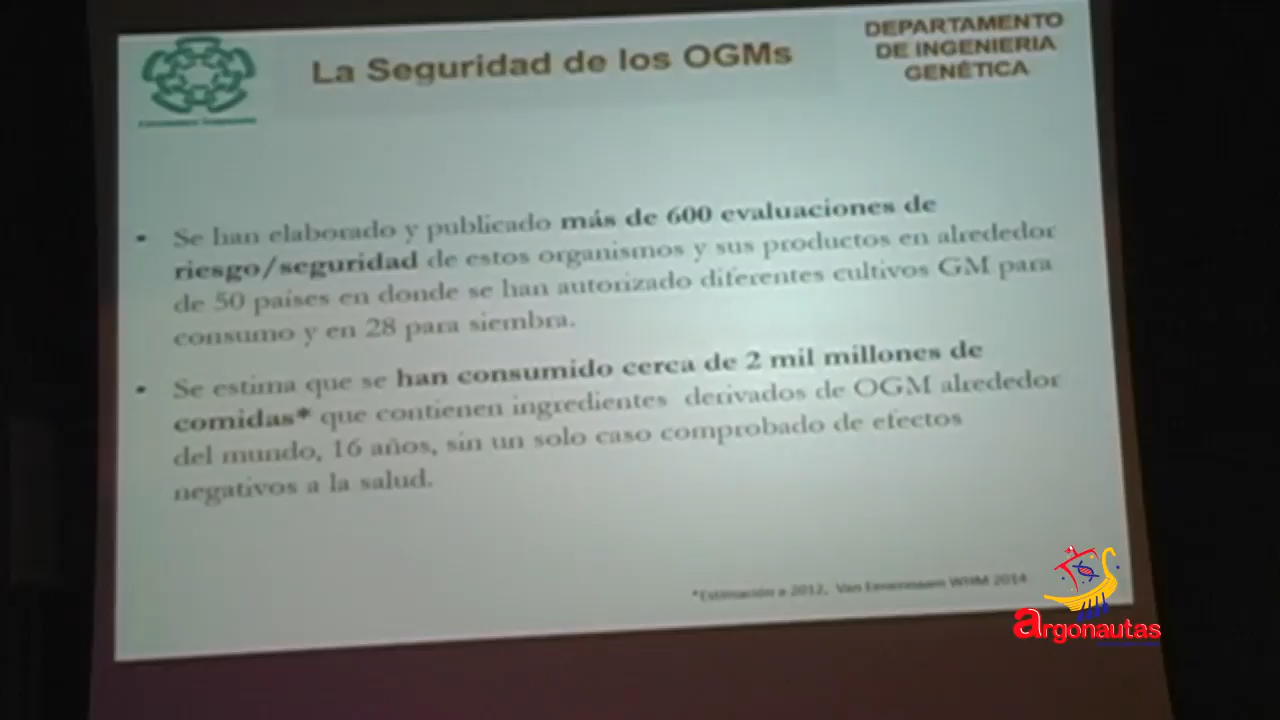 La Seguridad de los OGMs
DEPARTAMENTO
DE INGENIERIA
GENÉTICA
• Se han elaborado y publicado más de 600 evaluaciones de
riesgo/seguridad de estos organismos y sus productos en alrededor
de 50 países en donde se han autorizado diferentes cultivos GM para
consumo y en 28 para siembra.
• Se estima que se han consumido cerca de 2 mil millones de
comidas* que contienen ingredientes derivados de OGM alrededor
del mundo, 16 años, sin un solo caso comprobado de efectos
negativos a la salud.
*Estimación a 2012, Van WHM 2014
argonautas